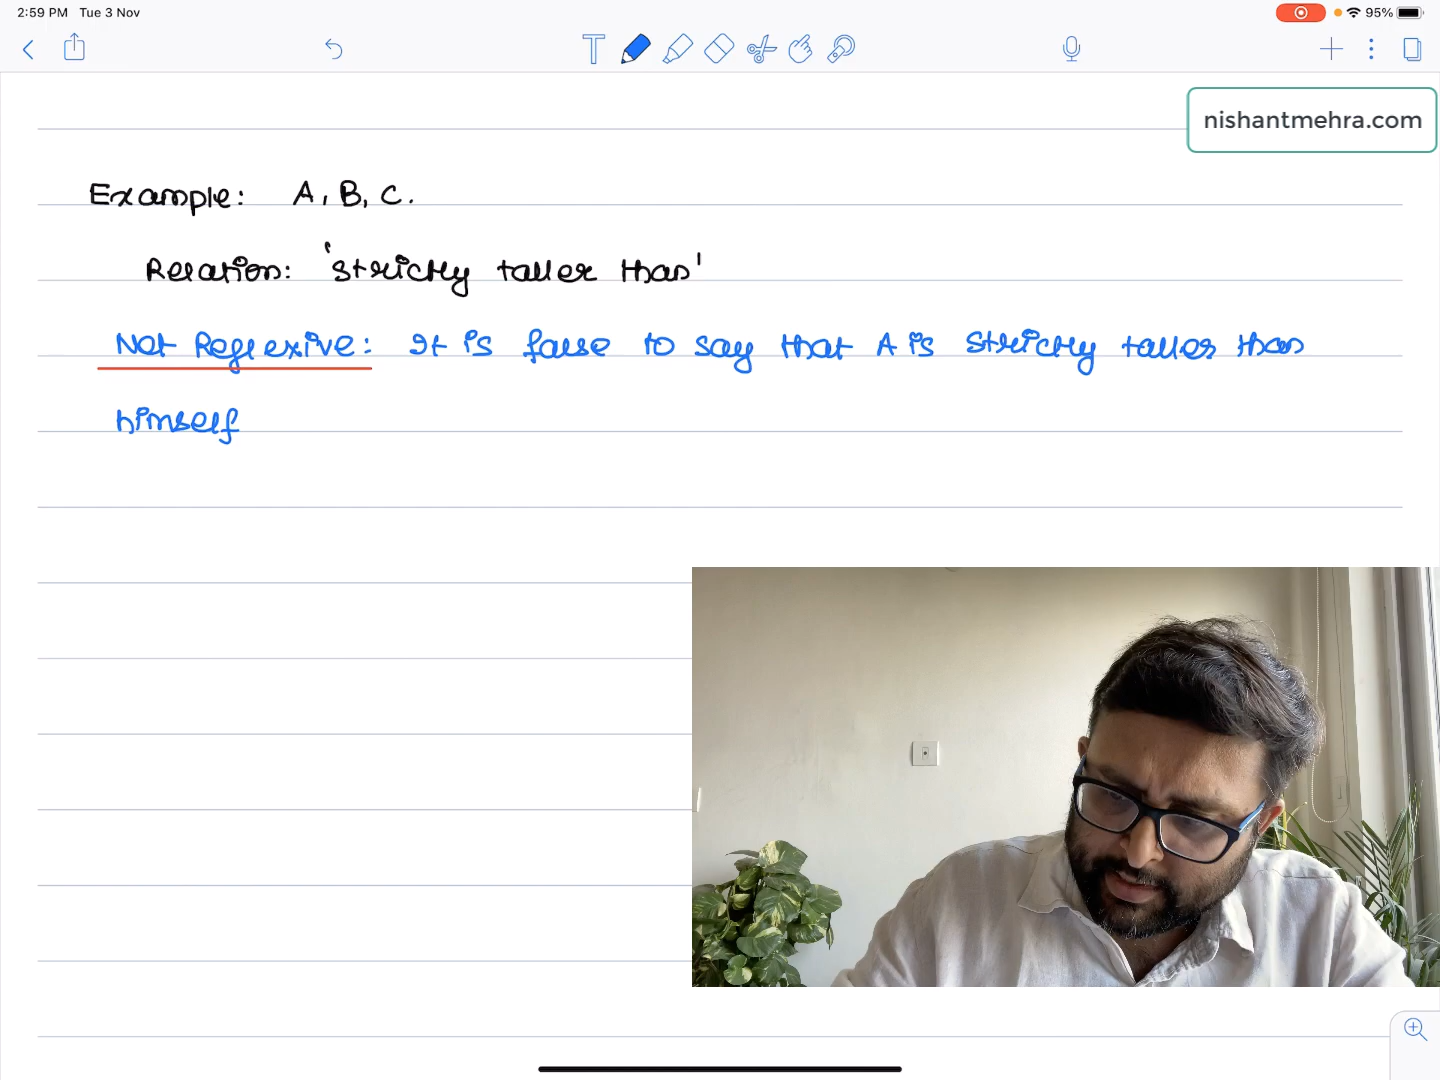 2:59 PM Tue 3 Nov
95%
T
nishantmehra.com
Example: A, B, C.
Relation: 'strictly taller than'
Not Reflexive: It is false to say that A is strictly taller than
himself